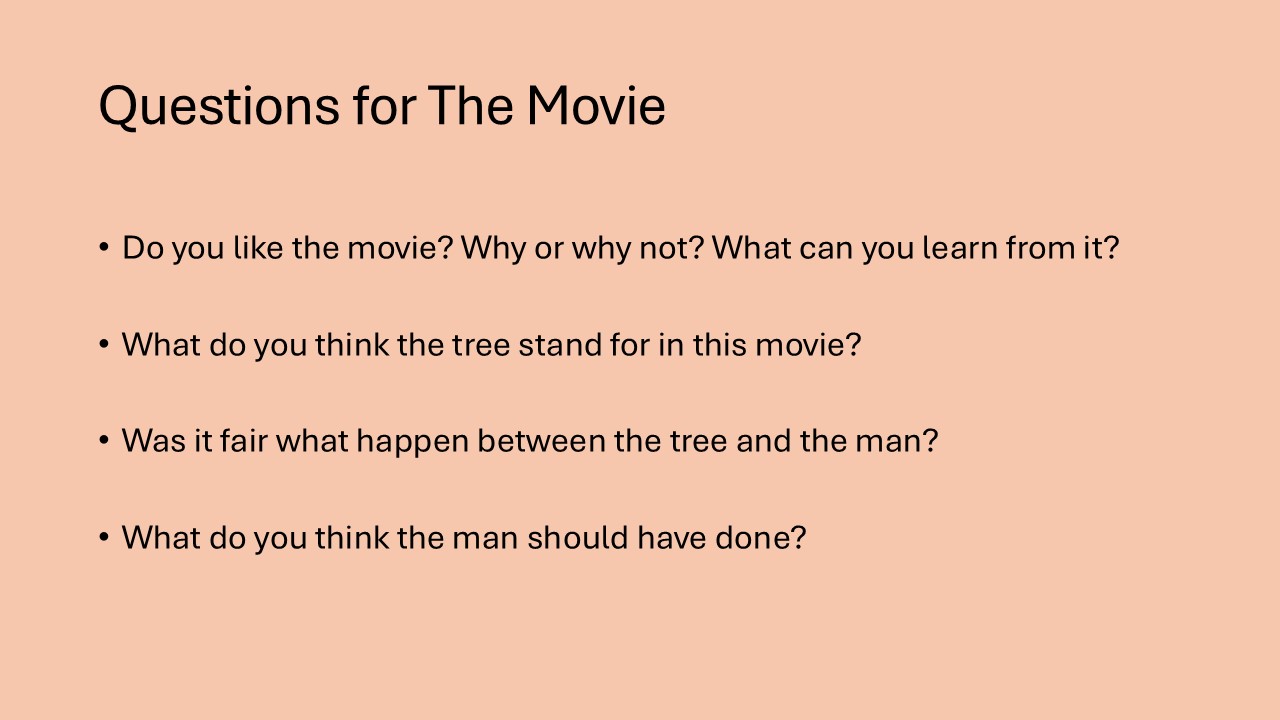 Questions for The Movie
• Do you like the movie? Why or why not? What can you learn from it?
• What do you think the tree stand for in this movie?
• Was it fair what happen between the tree and the man?
• What do you think the man should have done?